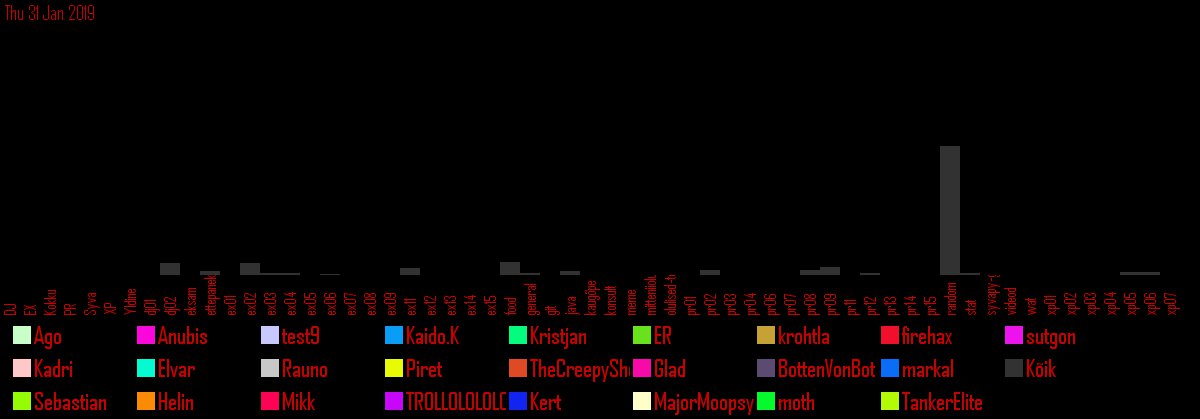 Thu 31 Jan 2019
DJ EX Kokku PR Syva XP Yldine dj01 dj02 eksam ettepanek ex01 ex02 ex03 ex04 ex05 ex06 ex07 ex08 ex09 ex11 ex12 ex13 ex14 ex15 food general git java kaugõpe konsult meme mitteriiol olulised-t pr01 pr02 pr03 pr04 pr06 pr07 pr08 pr09 pr11 pr12 pr13 pr14 pr15 random stat syvapy-t videod wat xp01 xp02 xp03 xp04 xp05 xp06 xp07
Ago Anubis test9 Kaido.K Kristjan ER krohtla firehax sutgon
Kadri Elvar Rauno Piret TheCreepySh Glad BottenVonBot markal Kõik
Sebastian Helin Mikk TROLLOLOLOLO Kert MajorMoopsy moth TankerElite